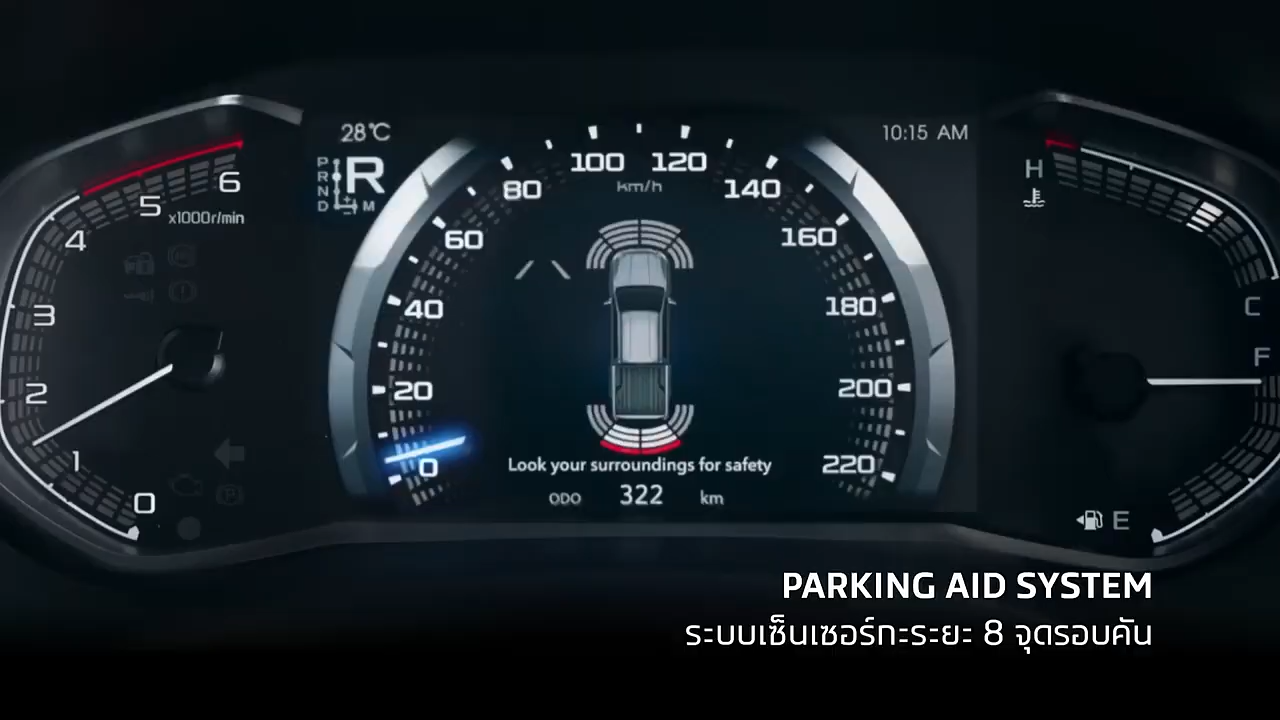 28°C
10:15 AM
P
R
N
D
+
-
M
R
6
5
x1000r/min
4
3
2
1
0
100
120
km/h
80
140
60
160
40
180
20
200
0
220
Look your surroundings for safety
ODO 322 km
H
C
F
E
PARKING AID SYSTEM
ระบบเซ็นเซอร์กะระยะ 8 จุดรอบคัน